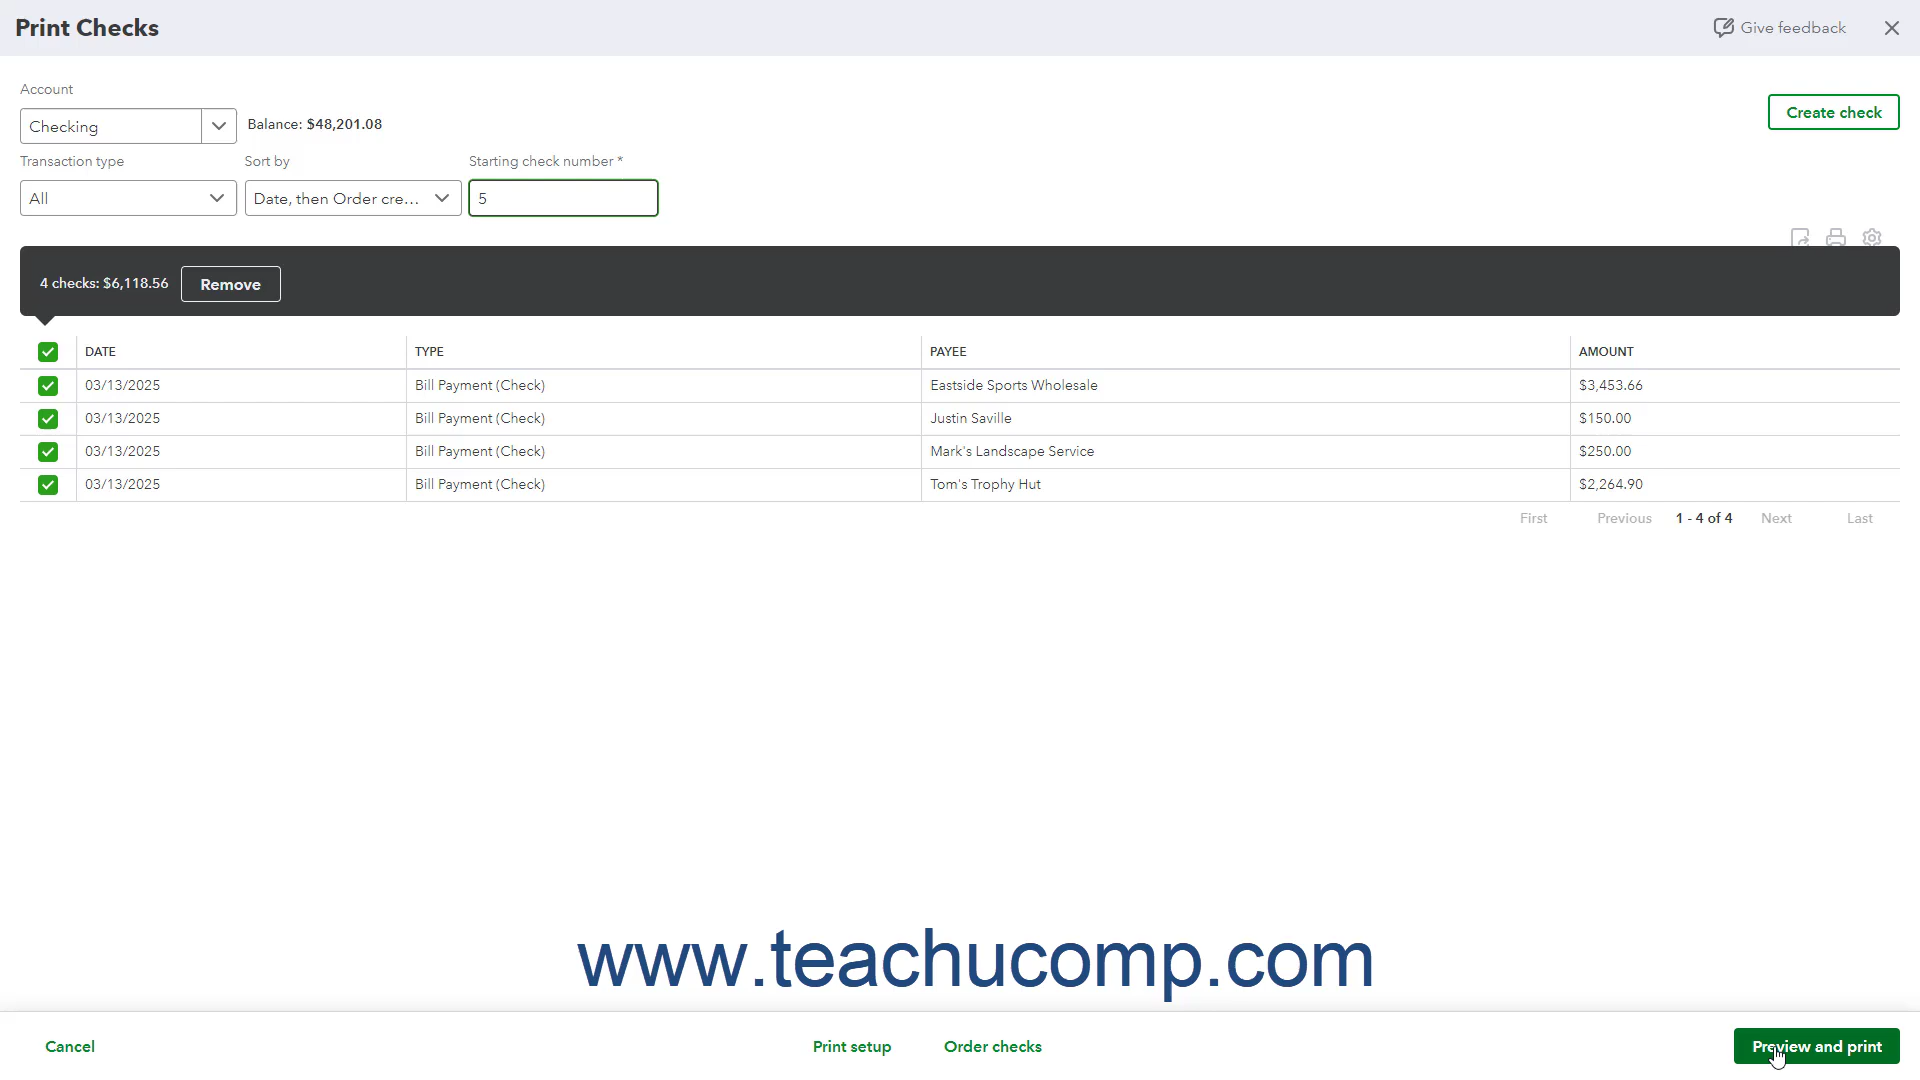 Print Checks
Give feedback
Account
Checking
Balance: $48,201.08
Create check
Transaction type
Sort by
Starting check number *
All
Date, then Order cre...
5
4 checks: $6,118.56
Remove
DATE TYPE PAYEE AMOUNT
03/13/2025 Bill Payment (Check) Eastside Sports Wholesale $3,453.66
03/13/2025 Bill Payment (Check) Justin Saville $150.00
03/13/2025 Bill Payment (Check) Mark's Landscape Service $250.00
03/13/2025 Bill Payment (Check) Tom's Trophy Hut $2,264.90
First Previous 1 - 4 of 4 Next Last
www.teachucomp.com
Cancel Print setup Order checks Preview and print